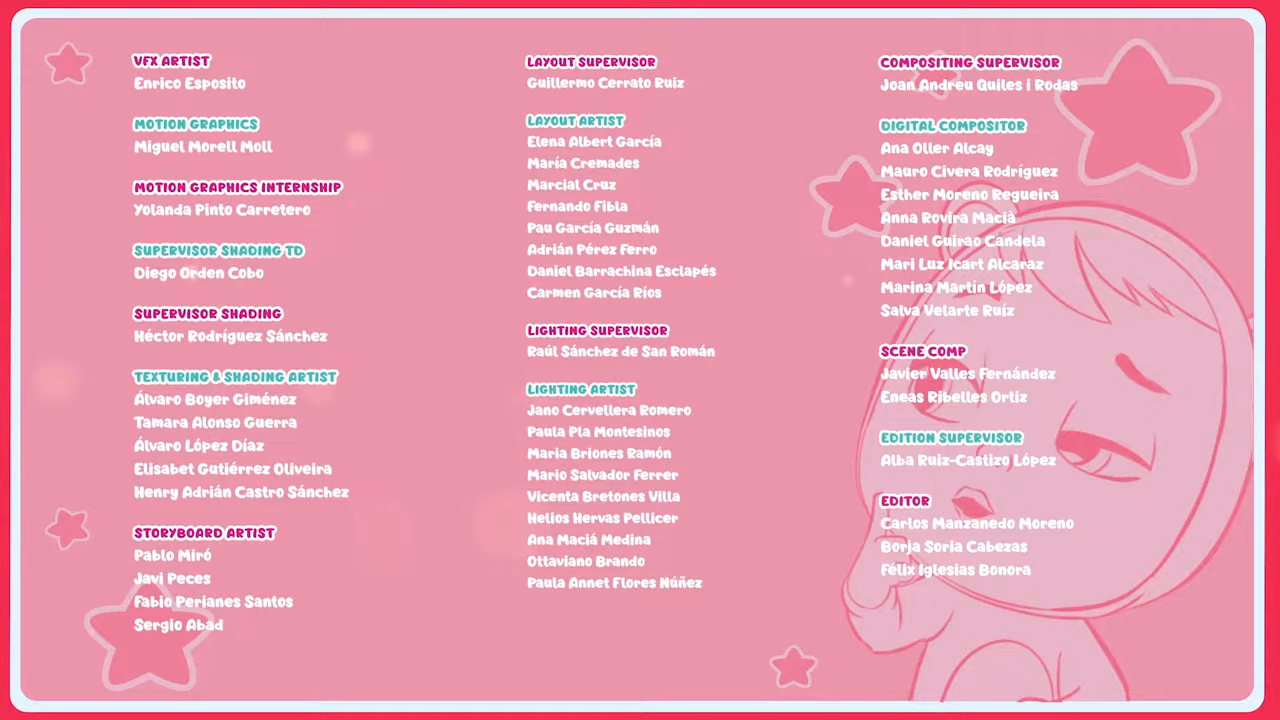 VFX ARTIST
Enrico Esposito
MOTION GRAPHICS
Miguel Morell Moll
MOTION GRAPHICS INTERNSHIP
Yolanda Pinto Carretero
SUPERVISOR SHADING TD
Diego Orden Cobo
SUPERVISOR SHADING
Héctor Rodríguez Sánchez
TEXTURING & SHADING ARTIST
Álvaro Boyer Giménez
Tamara Alonso Guerra
Álvaro López Díaz
Elisabet Gutiérrez Oliveira
Henry Adrián Castro Sánchez
STORYBOARD ARTIST
Pablo Miró
Javi Peces
Fabio Perianes Santos
Sergio Abad
LAYOUT SUPERVISOR
Guillermo Cerrato Ruiz
LAYOUT ARTIST
Elena Albert García
María Cremades
Marcial Cruz
Fernando Fibla
Pau García Guzmán
Adrián Pérez Ferro
Daniel Barrachina Esclapés
Carmen García Ríos
LIGHTING SUPERVISOR
Raúl Sánchez de San Román
LIGHTING ARTIST
Jano Cervellera Romero
Paula Pla Montesinos
Maria Briones Ramón
Mario Salvador Ferrer
Vicenta Bretones Villa
Helios Hervas Pellicer
Ana Maciá Medina
Ottaviano Brando
Paula Annet Flores Núñez
COMPOSITING SUPERVISOR
Joan Andreu Quiles i Rodas
DIGITAL COMPOSITOR
Ana Oller Alcay
Mauro Civera Rodríguez
Esther Moreno Regueira
Anna Rovira Macià
Daniel Guirao Candela
Mari Luz Icart Alcaraz
Marina Martín López
Salva Velarte Ruiz
SCENE COMP
Javier Valles Fernández
Eneas Ribelles Ortiz
EDITION SUPERVISOR
Alba Ruiz-Castizo López
EDITOR
Carlos Manzanedo Moreno
Borja Soria Cabezas
Félix Iglesias Bonora